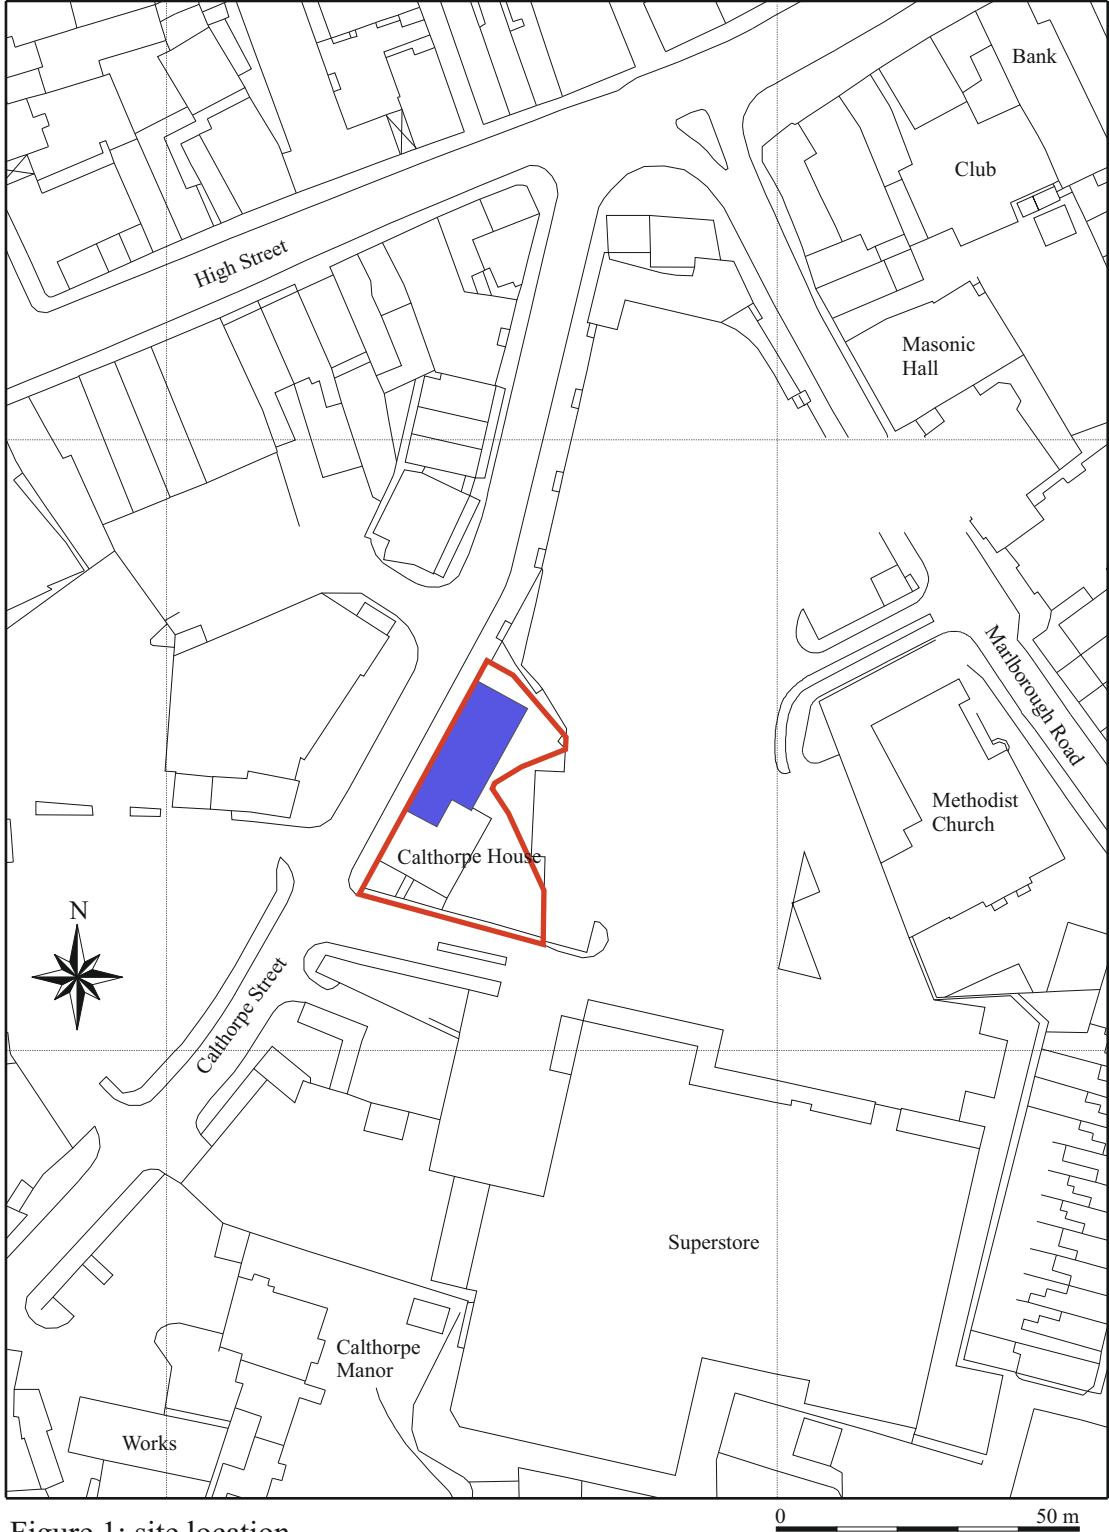 Bank
Club
High Street
Masonic
Hall
Marlborough Road
Methodist
Church
Calthorpe House
N
Calthorpe Street
Superstore
Calthorpe
Manor
Works
0
50 m
Figure 1: site location